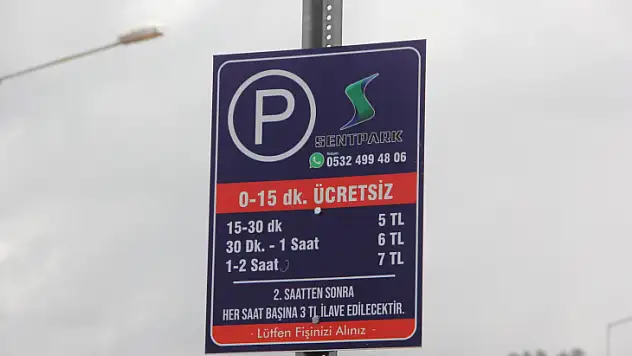 P
SENTPARK
0532 499 48 06
0-15 dk. ÜCRETSİZ
15-30 dk 5 TL
30 Dk. - 1 Saat 6 TL
1-2 Saat 7 TL
2. SAATTEN SONRA
HER SAAT BAŞINA 3 TL İLAVE EDİLECEKTİR.
- Lütfen Fişinizi Alınız -